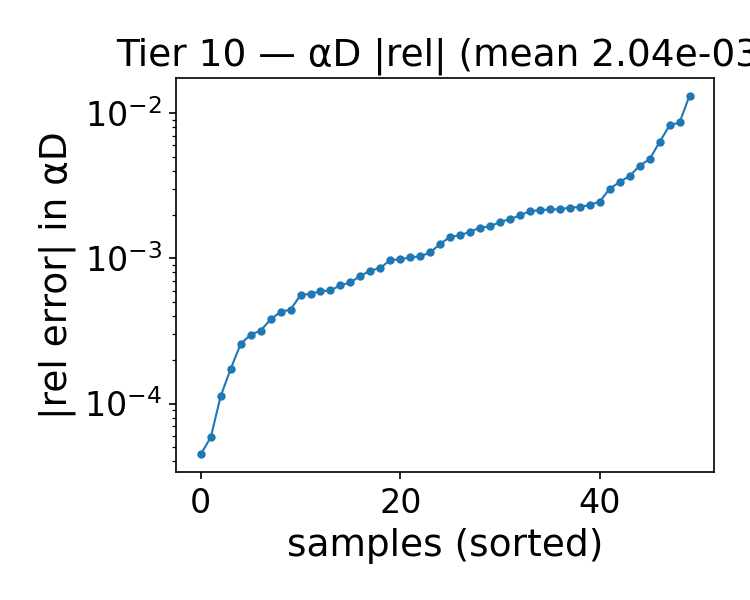 Tier 10 — αD |rel| (mean 2.04e-03
10⁻²
10⁻³
10⁻⁴
|rel error| in αD
0 20 40
samples (sorted)